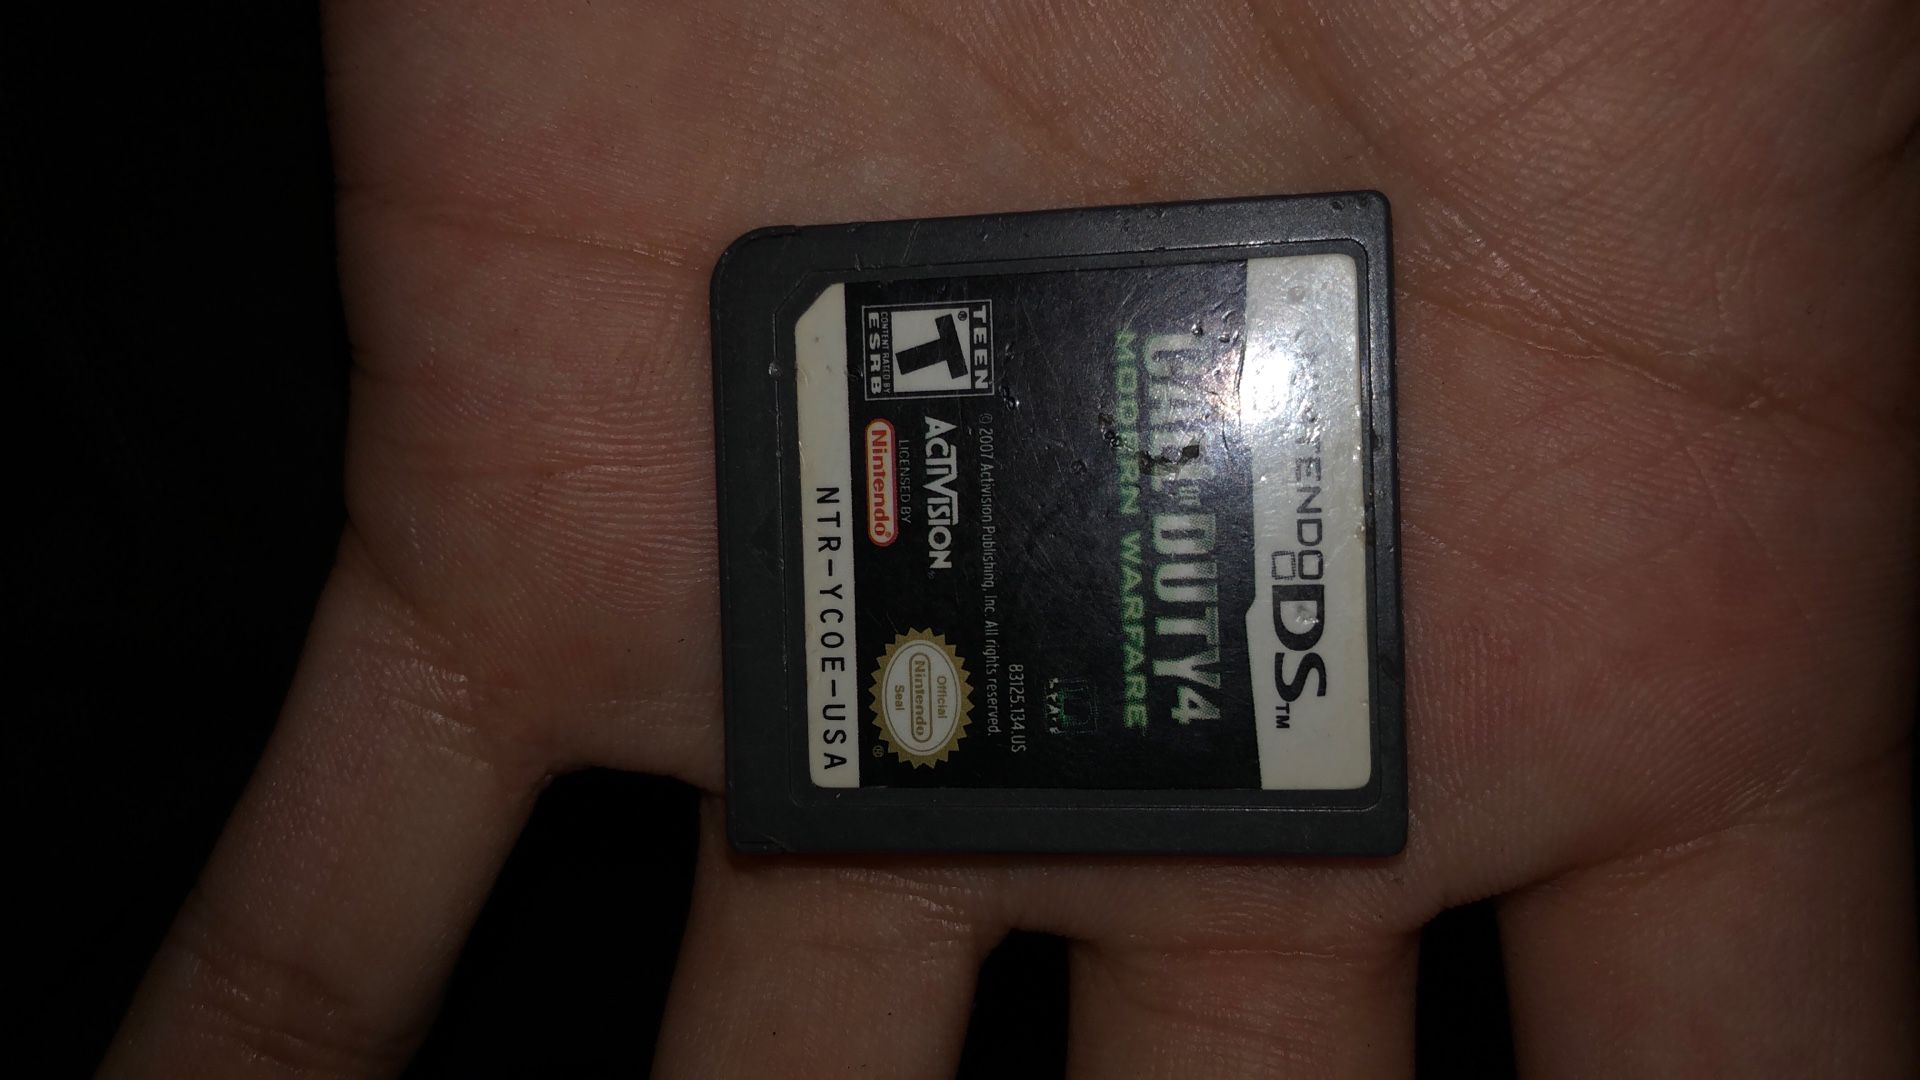 NINTENDO DS™
CALL OF DUTY 4
MODERN WARFARE
83125.134.US
© 2007 Activision Publishing, Inc. All rights reserved.
TEEN
T®
CONTENT RATED BY
ESRB
ACTIVISION®
LICENSED BY
Nintendo®
Official
Nintendo
Seal
®
NTR-YCOE-USA